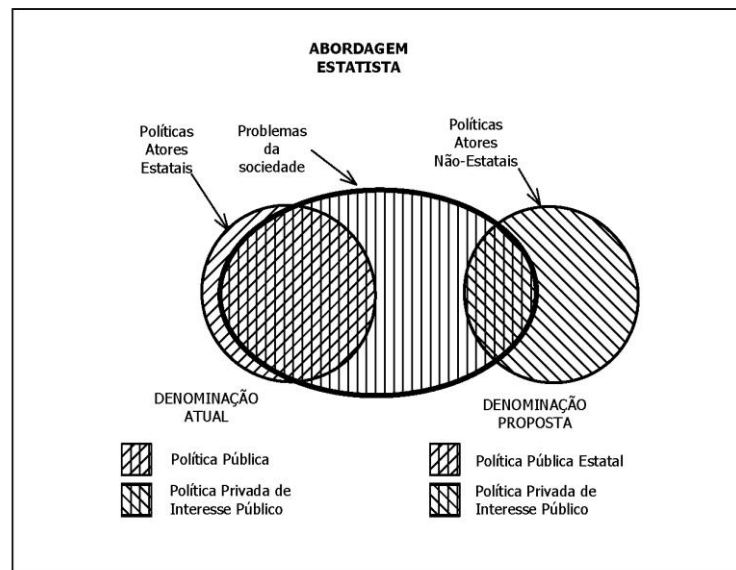 ABORDAGEM
ESTATISTA
Políticas
Atores
Estatais
Problemas
da
sociedade
Políticas
Atores
Não-Estatais
DENOMINAÇÃO
ATUAL
Política Pública
Política Privada de
Interesse Público
DENOMINAÇÃO
PROPOSTA
Política Pública Estatal
Política Privada de
Interesse Público